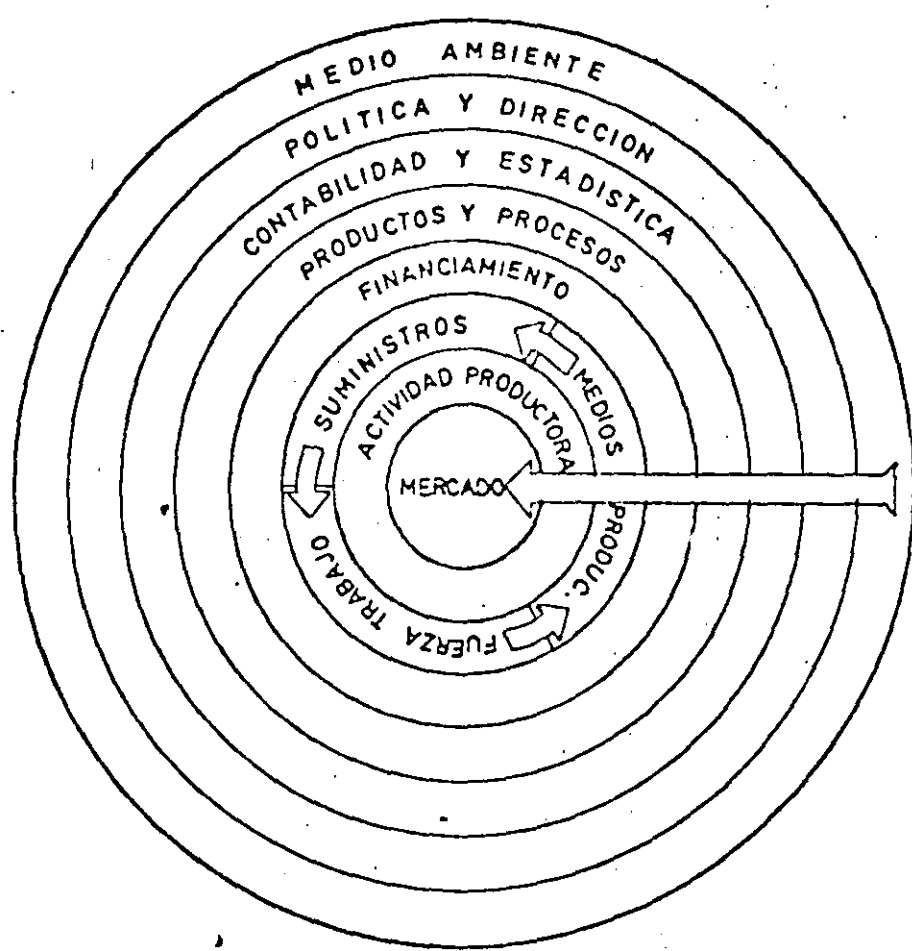 MEDIO AMBIENTE
POLITICA Y DIRECCION
CONTABILIDAD Y ESTADISTICA
PRODUCTOS Y PROCESOS
FINANCIAMIENTO
SUMINISTROS
MEDIOS PRODUC.
FUERZA TRABAJO
ACTIVIDAD PRODUCTORA
MERCADO